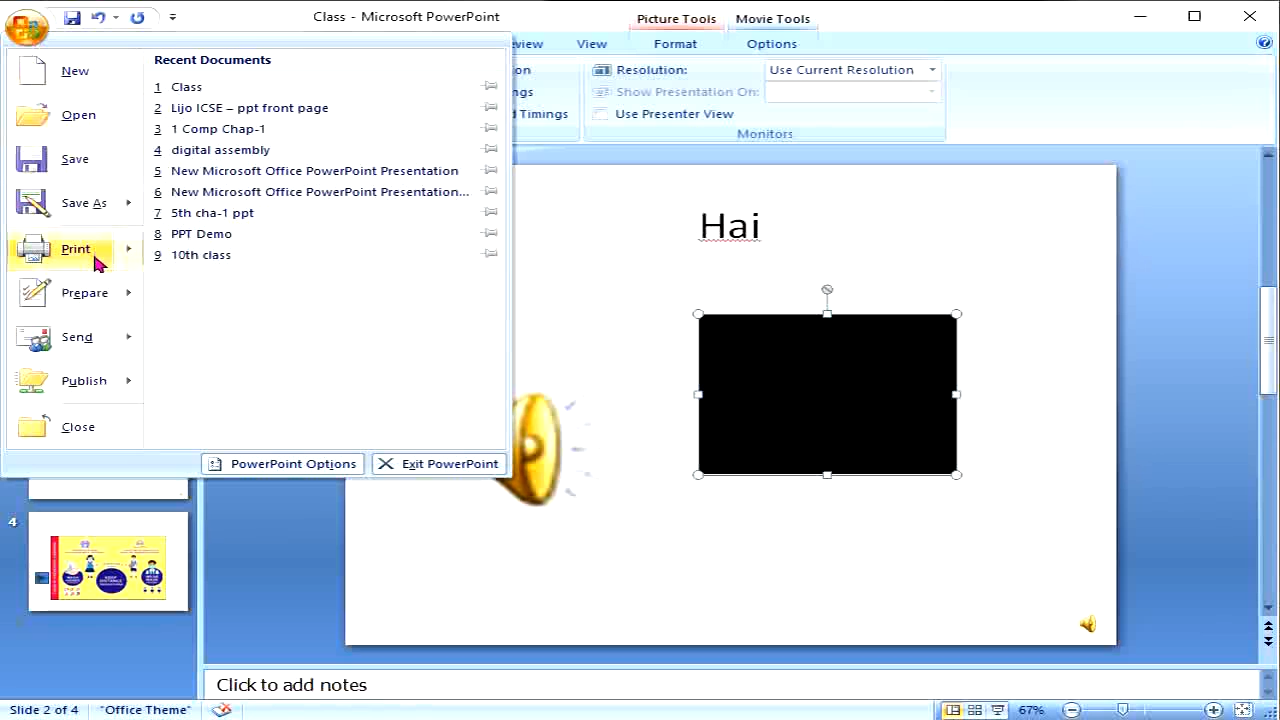 Class - Microsoft PowerPoint
Picture Tools
Movie Tools
View
Format
Options
New
Open
Save
Save As
Print
Prepare
Send
Publish
Close
Recent Documents
1 Class
2 Lijo ICSE – ppt front page
3 1 Comp Chap-1
4 digital assembly
5 New Microsoft Office PowerPoint Presentation
6 New Microsoft Office PowerPoint Presentation...
7 5th cha-1 ppt
8 PPT Demo
9 10th class
PowerPoint Options
Exit PowerPoint
Resolution:
Use Current Resolution
Show Presentation On:
Timings
Use Presenter View
Monitors
Hai
4
KEEP DISTANCE
Click to add notes
Slide 2 of 4
"Office Theme"
67%